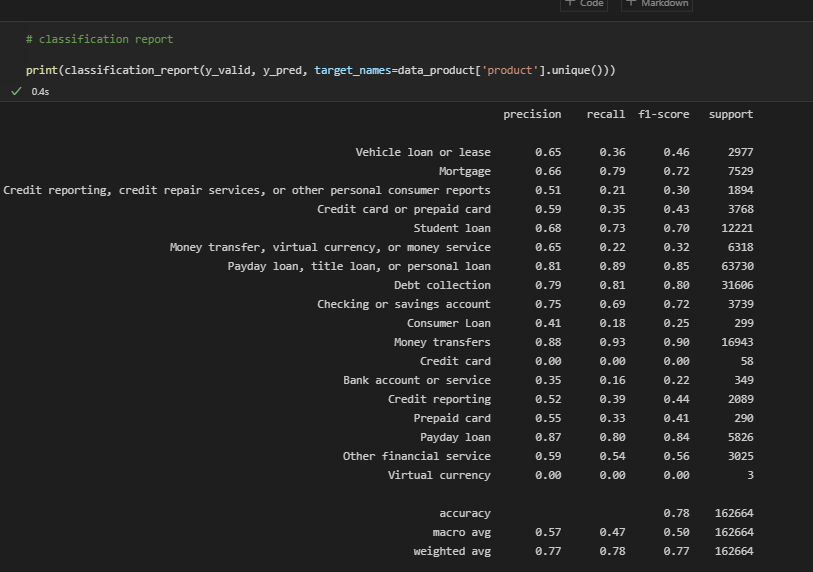 + Code + Markdown
# classification report
print(classification_report(y_valid, y_pred, target_names=data_product['product'].unique()))
✓ 0.4s
precision recall f1-score support
Vehicle loan or lease 0.65 0.36 0.46 2977
Mortgage 0.66 0.79 0.72 7529
Credit reporting, credit repair services, or other personal consumer reports 0.51 0.21 0.30 1894
Credit card or prepaid card 0.59 0.35 0.43 3768
Student loan 0.68 0.73 0.70 12221
Money transfer, virtual currency, or money service 0.65 0.22 0.32 6318
Payday loan, title loan, or personal loan 0.81 0.89 0.85 63730
Debt collection 0.79 0.81 0.80 31606
Checking or savings account 0.75 0.69 0.72 3739
Consumer Loan 0.41 0.18 0.25 299
Money transfers 0.88 0.93 0.90 16943
Credit card 0.00 0.00 0.00 58
Bank account or service 0.35 0.16 0.22 349
Credit reporting 0.52 0.39 0.44 2089
Prepaid card 0.55 0.33 0.41 290
Payday loan 0.87 0.80 0.84 5826
Other financial service 0.59 0.54 0.56 3025
Virtual currency 0.00 0.00 0.00 3
accuracy 0.78 162664
macro avg 0.57 0.47 0.50 162664
weighted avg 0.77 0.78 0.77 162664